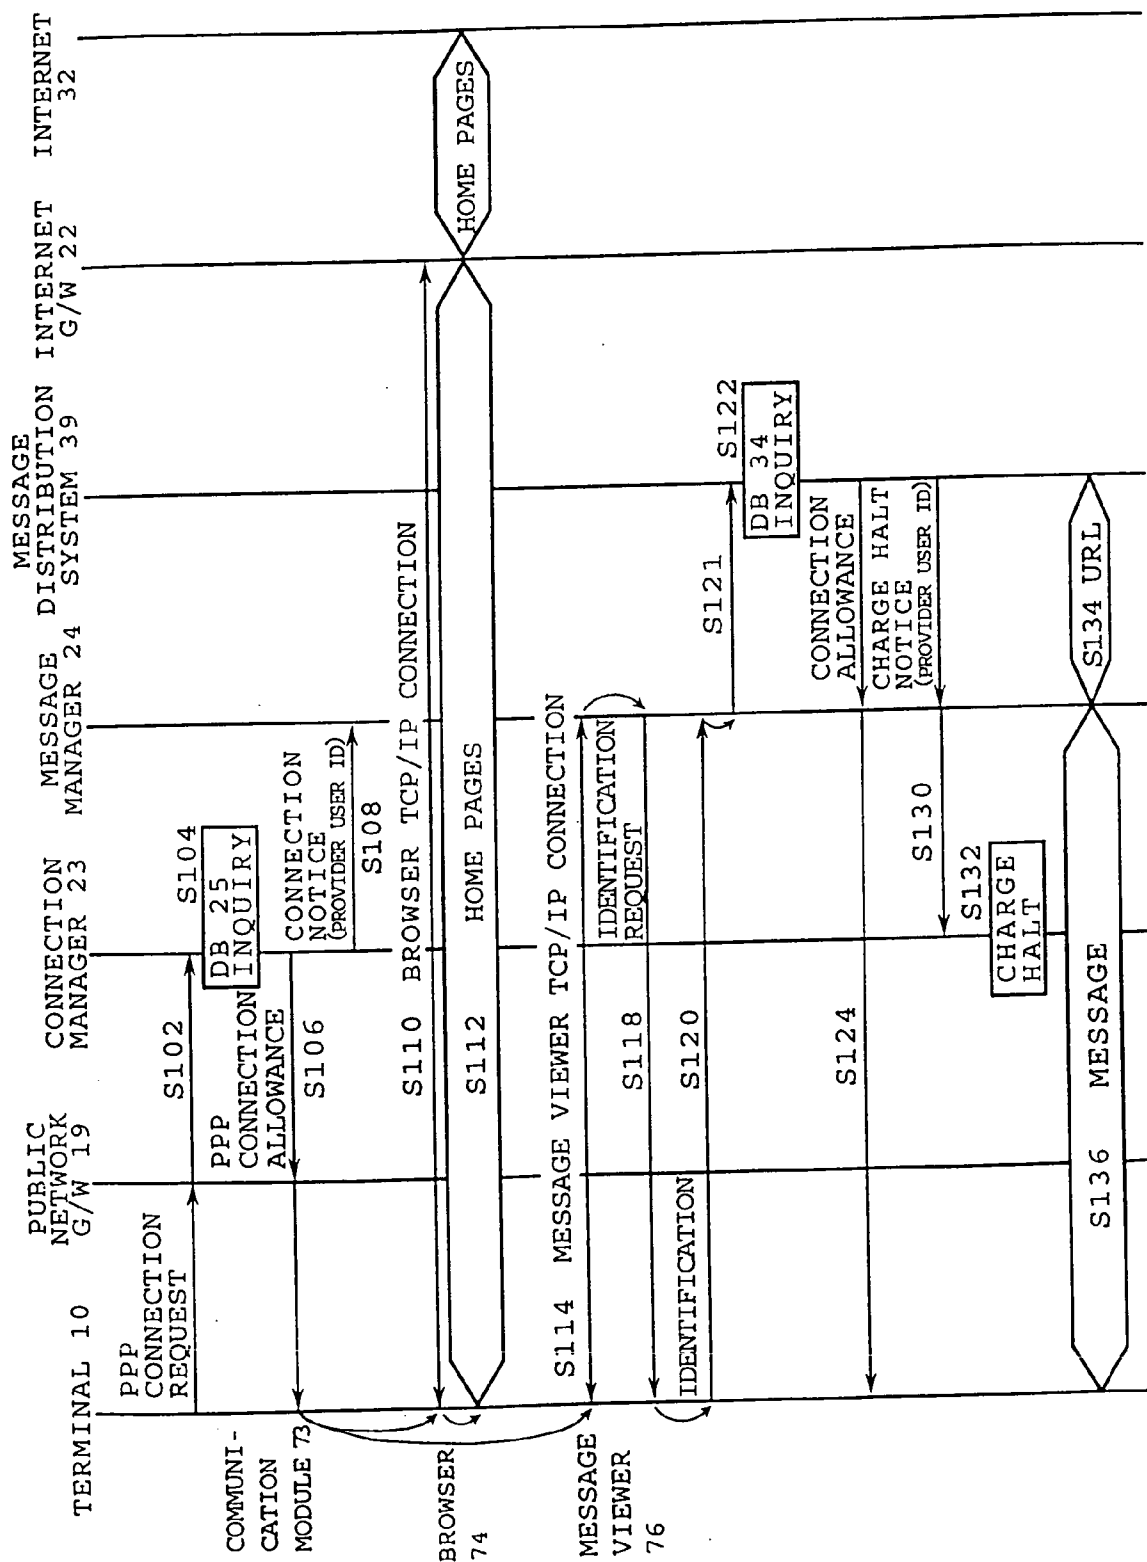 TERMINAL 10
PUBLIC
NETWORK
G/W 19
CONNECTION
MANAGER 23
MESSAGE
MANAGER 24
MESSAGE
DISTRIBUTION
SYSTEM 39
INTERNET
G/W 22
INTERNET
32
PPP
CONNECTION
REQUEST
S102
S104
DB 25
INQUIRY
COMMUNI-
CATION
MODULE 73
PPP
CONNECTION
ALLOWANCE
S106
CONNECTION
NOTICE
(PROVIDER USER ID)
S108
S110 BROWSER TCP/IP CONNECTION
BROWSER
74
S112 HOME PAGES
HOME PAGES
S114 MESSAGE VIEWER TCP/IP CONNECTION
MESSAGE
VIEWER
76
IDENTIFICATION
REQUEST
S118
IDENTIFICATION
S120
S121
S122
DB 34
INQUIRY
CONNECTION
ALLOWANCE
S124
CHARGE HALT
NOTICE
(PROVIDER USER ID)
S130
S132
CHARGE
HALT
S134 URL
S136 MESSAGE